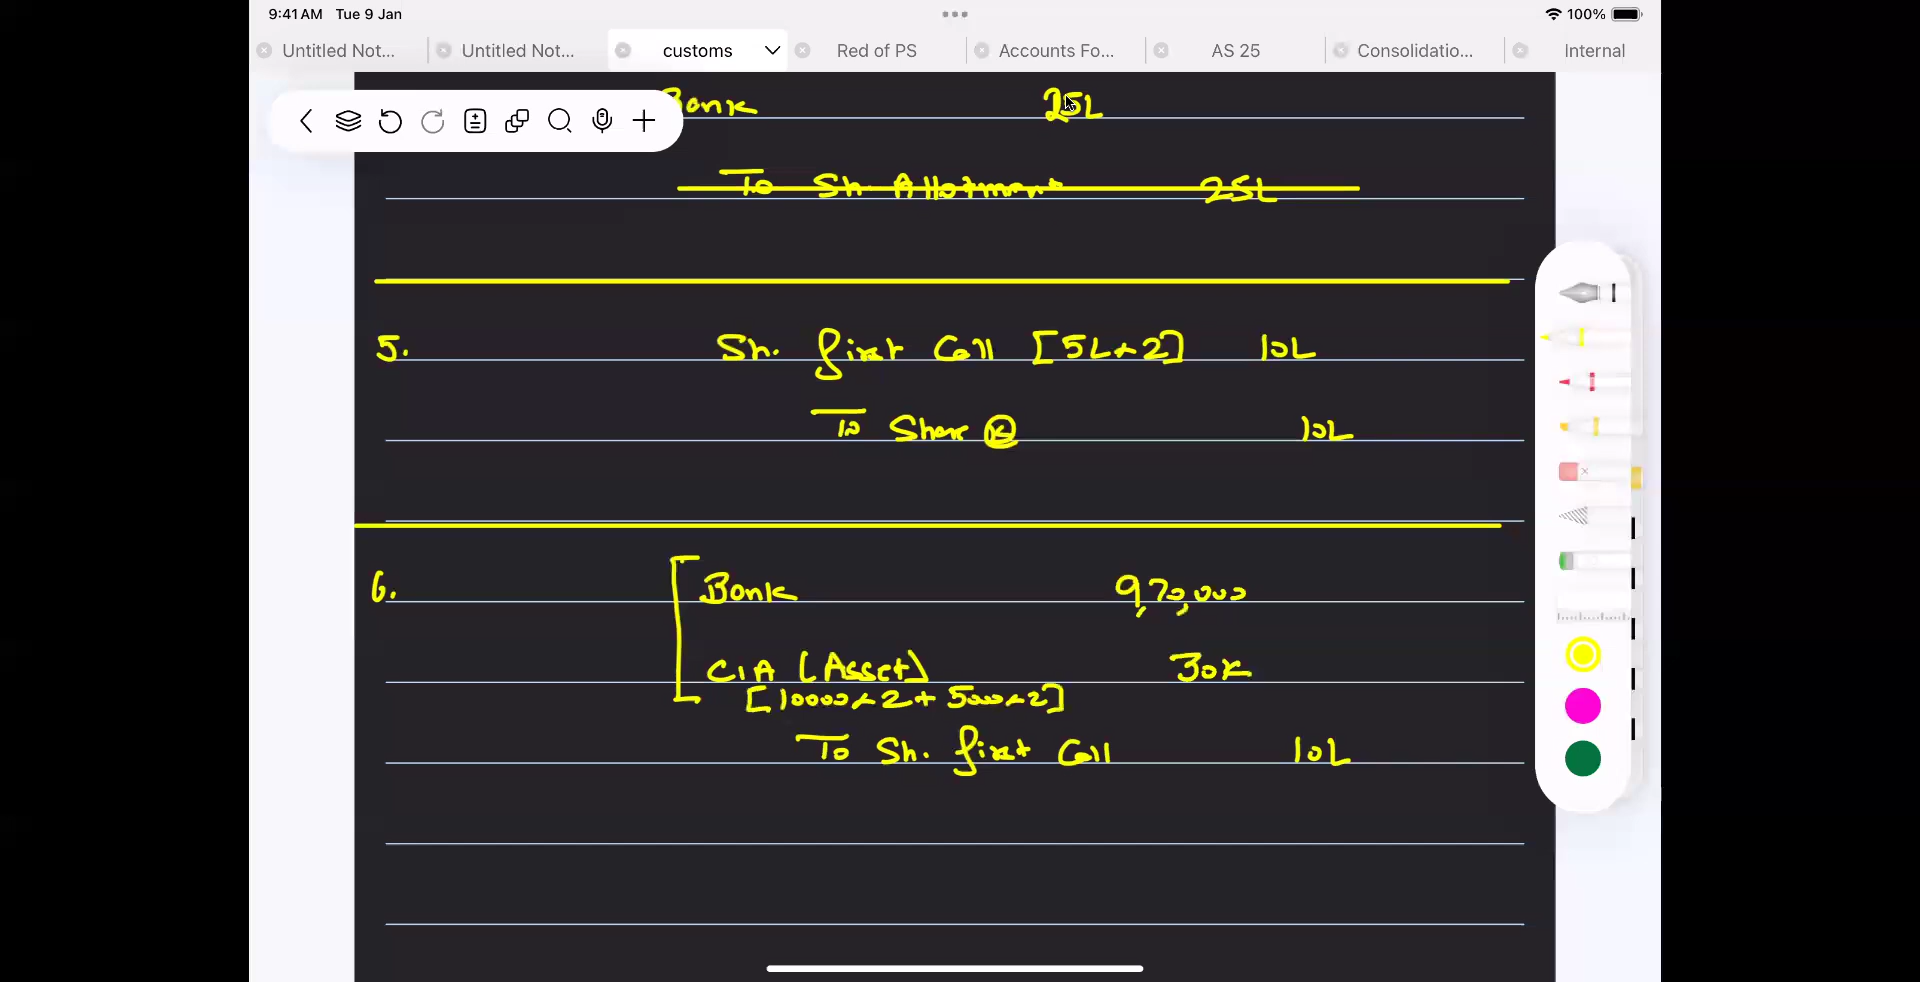 9:41 AM Tue 9 Jan
100%
Untitled Not... Untitled Not... customs Red of PS Accounts Fo... AS 25 Consolidatio... Internal
Bank 25L
To Sh. Allotment 25L
5. Sh. first Call [5L × 2] 10L
To Share K 10L
6. Bank 9,70,000
CIA (Asset) 30K
[10000 × 2 + 5000 × 2]
To Sh. first Call 10L